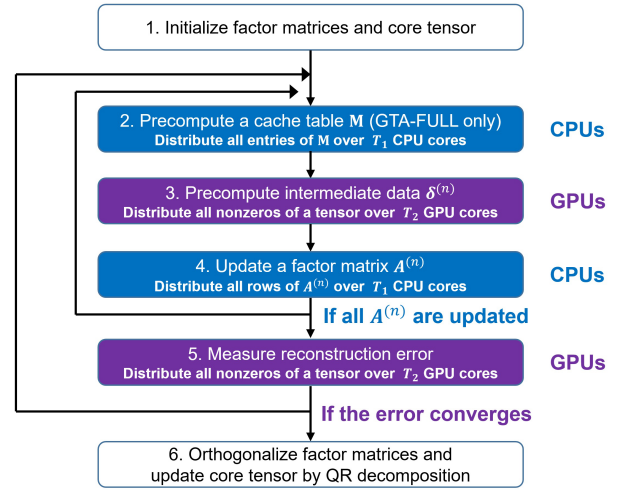 1. Initialize factor matrices and core tensor
2. Precompute a cache table M (GTA-FULL only)
Distribute all entries of M over T₁ CPU cores
CPUs
3. Precompute intermediate data δ⁽ⁿ⁾
Distribute all nonzeros of a tensor over T₂ GPU cores
GPUs
4. Update a factor matrix A⁽ⁿ⁾
Distribute all rows of A⁽ⁿ⁾ over T₁ CPU cores
CPUs
If all A⁽ⁿ⁾ are updated
5. Measure reconstruction error
Distribute all nonzeros of a tensor over T₂ GPU cores
GPUs
If the error converges
6. Orthogonalize factor matrices and
update core tensor by QR decomposition